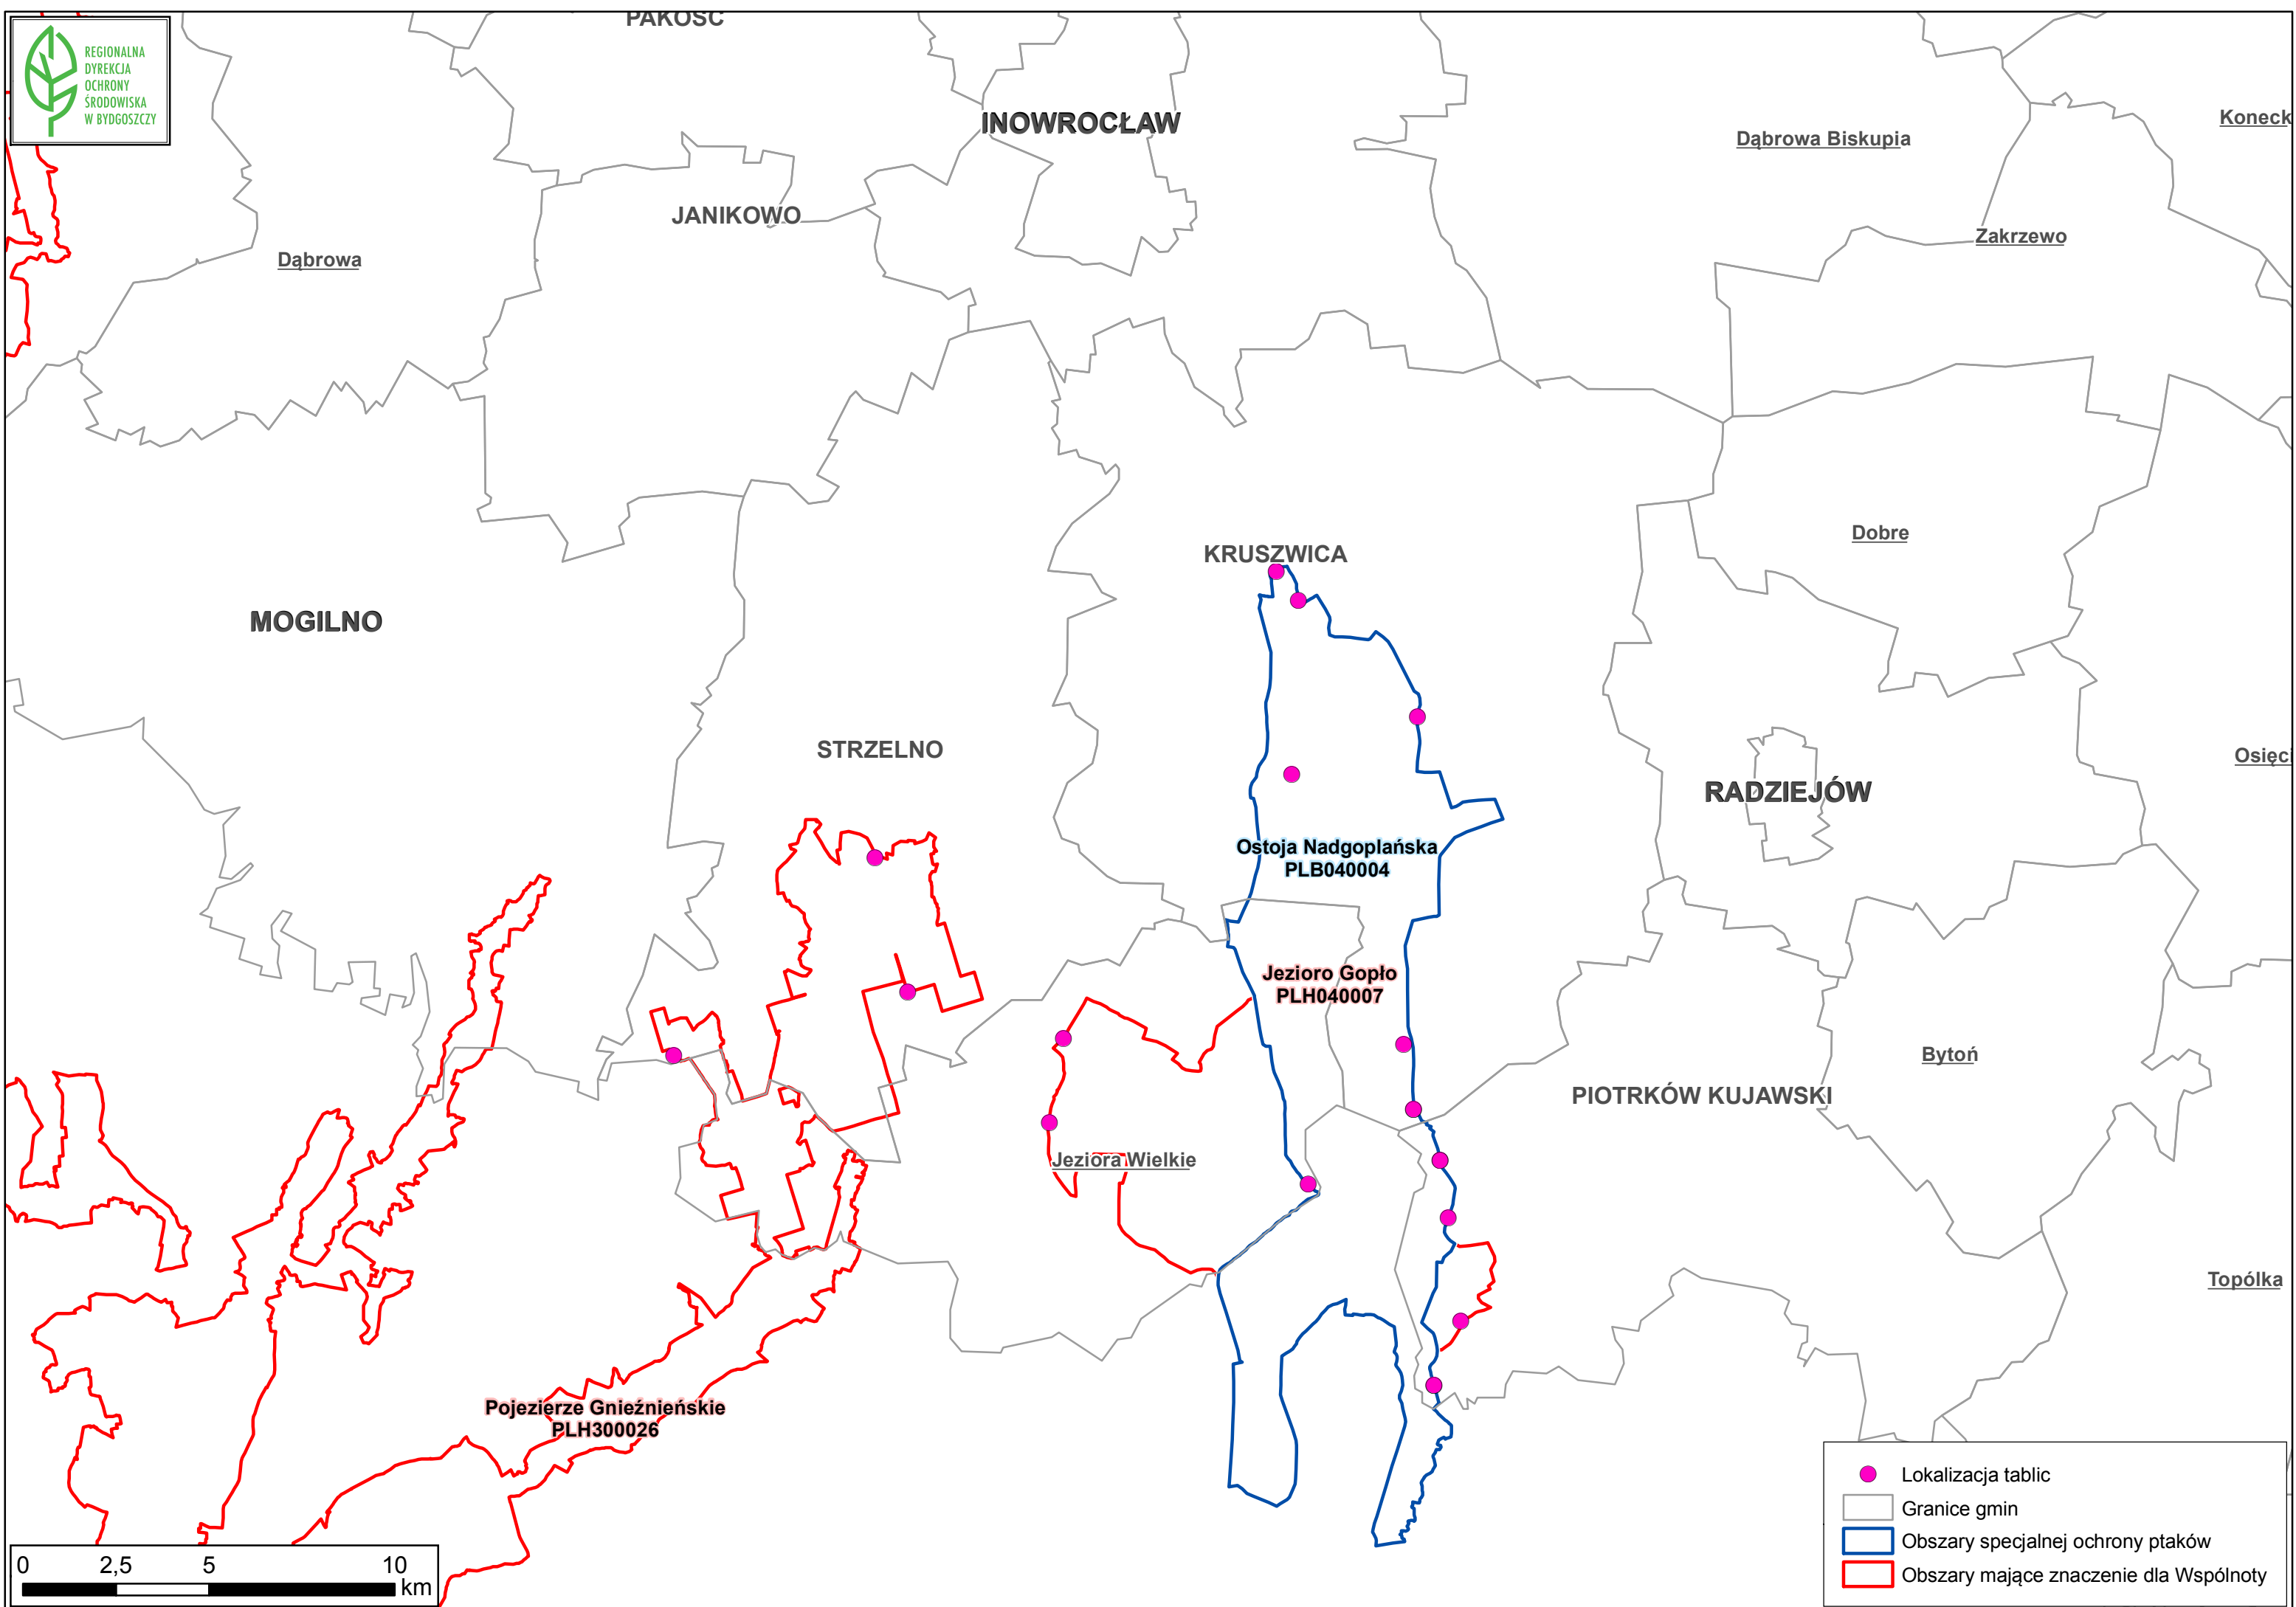 REGIONALNA
DYREKCJA
OCHRONY
ŚRODOWISKA
W BYDGOSZCZY
PAKOŚĆ
INOWROCŁAW
Koneck
Dąbrowa Biskupia
JANIKOWO
Zakrzewo
Dąbrowa
Dobre
KRUSZWICA
MOGILNO
STRZELNO
Osięci
RADZIEJÓW
Ostoja Nadgoplańska
PLB040004
Jezioro Gopło
PLH040007
Bytoń
PIOTRKÓW KUJAWSKI
Jeziora Wielkie
Topólka
Pojezierze Gnieźnieńskie
PLH300026
Lokalizacja tablic
Granice gmin
Obszary specjalnej ochrony ptaków
Obszary mające znaczenie dla Wspólnoty
0 2,5 5 10
km